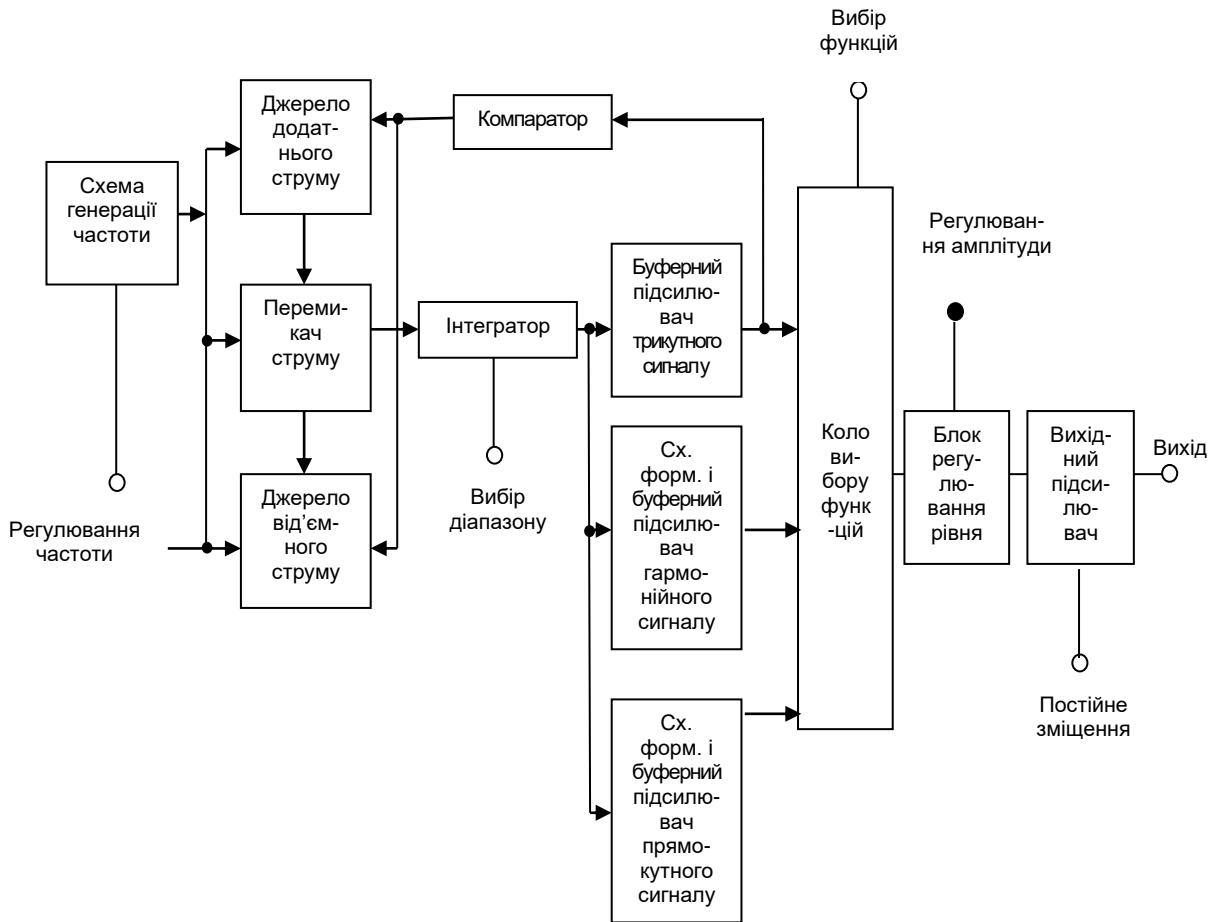 Вибір
функцій
Джерело
додат-
нього
струму
Компаратор
Схема
генерації
частоти
Регулюван-
ня амплітуди
Буферний
підсилю-
вач
трикутного
сигналу
Переми-
кач
струму
Інтегратор
Коло
ви-
бору
функ
-цій
Блок
регу-
лю-
вання
рівня
Вихід-
ний
підси-
лю-
вач
Вихід
Сх.
форм. і
буферний
підсилю-
вач
гармо-
нійного
сигналу
Джерело
від’єм-
ного
струму
Вибір
діапазону
Регулювання
частоти
Постійне
зміщення
Сх.
форм. і
буферний
підсилю-
вач
прямо-
кутного
сигналу